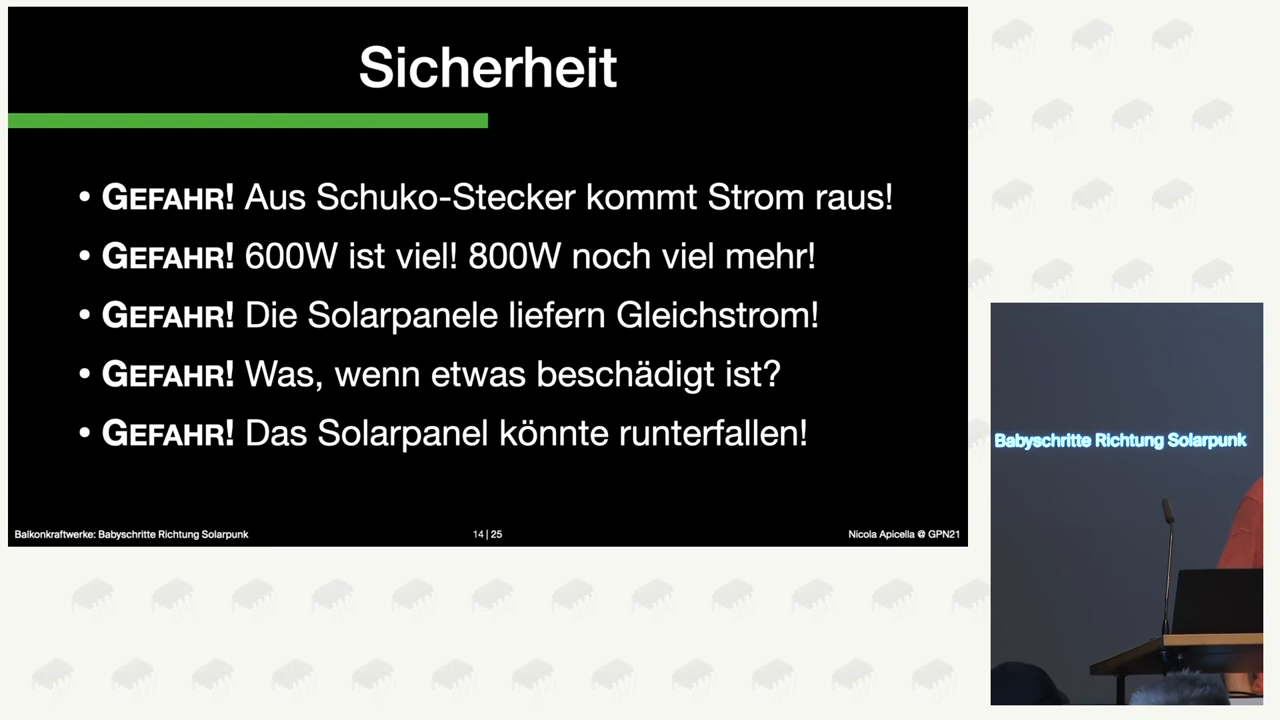 Sicherheit
• GEFAHR! Aus Schuko-Stecker kommt Strom raus!
• GEFAHR! 600W ist viel! 800W noch viel mehr!
• GEFAHR! Die Solarpanele liefern Gleichstrom!
• GEFAHR! Was, wenn etwas beschädigt ist?
• GEFAHR! Das Solarpanel könnte runterfallen!
Balkonkraftwerke: Babyschritte Richtung Solarpunk
14 | 25
Nicola Apicella @ GPN21
Babyschritte Richtung Solarpunk